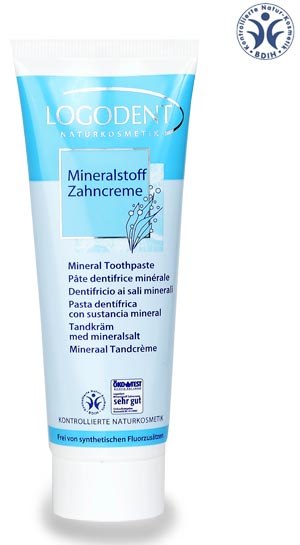 Kontrollierte Natur-Kosmetik
BDIH
LOGODENT
NATURKOSMETIK
Mineralstoff
Zahncreme
Mineral Toothpaste
Pâte dentifrice minérale
Dentifricio ai sali minerali
Pasta dentífrica
con sustancia mineral
Tandkräm
med mineralsalt
Mineraal Tandcrème
ÖKO-TEST
sehr gut
KONTROLLIERTE NATURKOSMETIK
Frei von synthetischen Fluorzusätzen